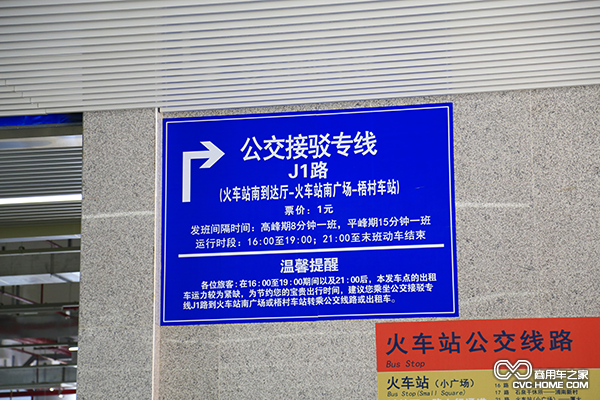 公交接驳专线
J1路
(火车站南到达厅-火车站南广场-梧村车站)
票价：1元
发班间隔时间：高峰期8分钟一班，平峰期15分钟一班
运行时段：16:00至19:00；21:00至末班动车结束
温馨提醒
各位旅客：在16:00至19:00期间以及21:00后，本发车点的出租
车运力较为紧缺，为节约您的宝贵出行时间，建议您乘坐公交接驳专
线J1路到火车站南广场或梧村车站转乘公交线路或出租车。
火车站公交线路
Bus Stop
火车站（小广场）
Bus Stop(Small Square)
商用车之家
CVC HOME.COM